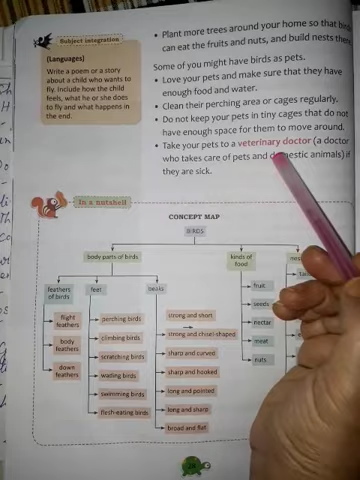 Subject integration
(Languages)
Write a poem or a story
about a child who wants to
fly. Include how the child
feels, what he or she does
to fly and what happens in
the end.
• Plant more trees around your home so that birds
can eat the fruits and nuts, and build nests there
Some of you might have birds as pets.
• Love your pets and make sure that they have
enough food and water.
• Clean their perching area or cages regularly.
• Do not keep your pets in tiny cages that do not
have enough space for them to move around.
• Take your pets to a veterinary doctor (a doctor
who takes care of pets and domestic animals) if
they are sick.
In a nutshell
CONCEPT MAP
BIRDS
body parts of birds
kinds of
food
feathers
of birds
feet
beaks
flight
feathers
body
feathers
down
feathers
perching birds
climbing birds
scratching birds
wading birds
swimming birds
flesh-eating birds
strong and short
strong and chisel-shaped
sharp and curved
sharp and hooked
long and pointed
long and sharp
broad and flat
fruit
seeds
nectar
meat
nuts